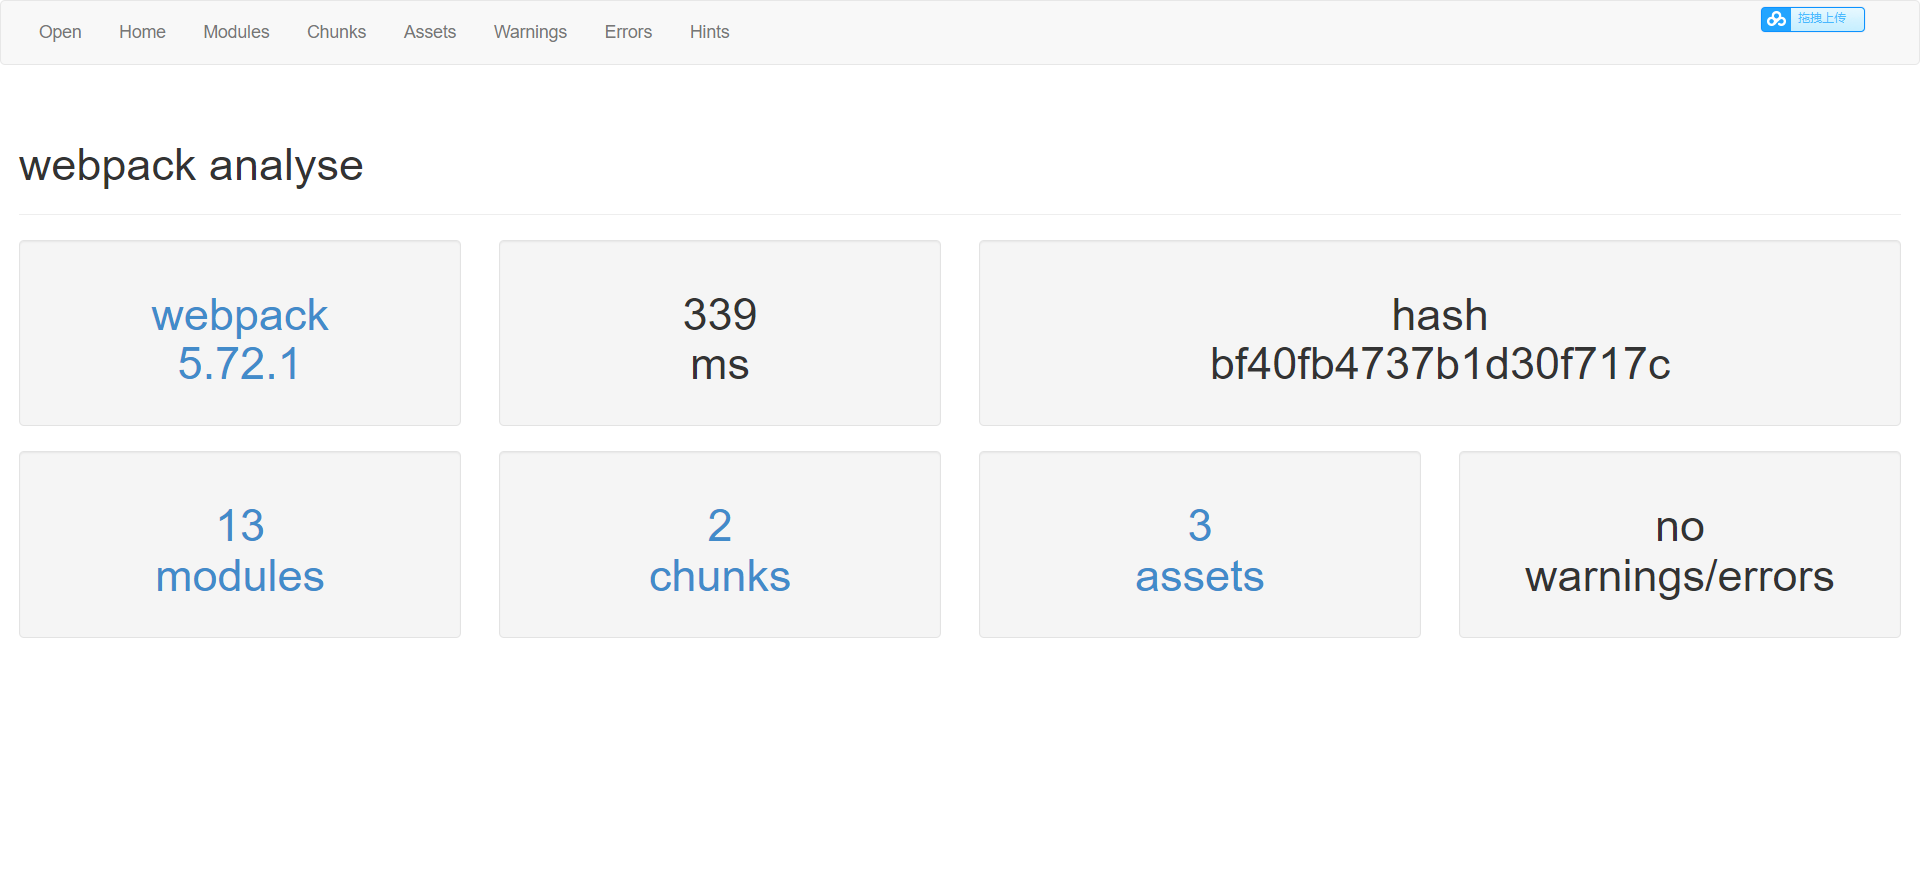 Open Home Modules Chunks Assets Warnings Errors Hints
拖拽上传
webpack analyse
webpack
5.72.1
339
ms
hash
bf40fb4737b1d30f717c
13
modules
2
chunks
3
assets
no
warnings/errors